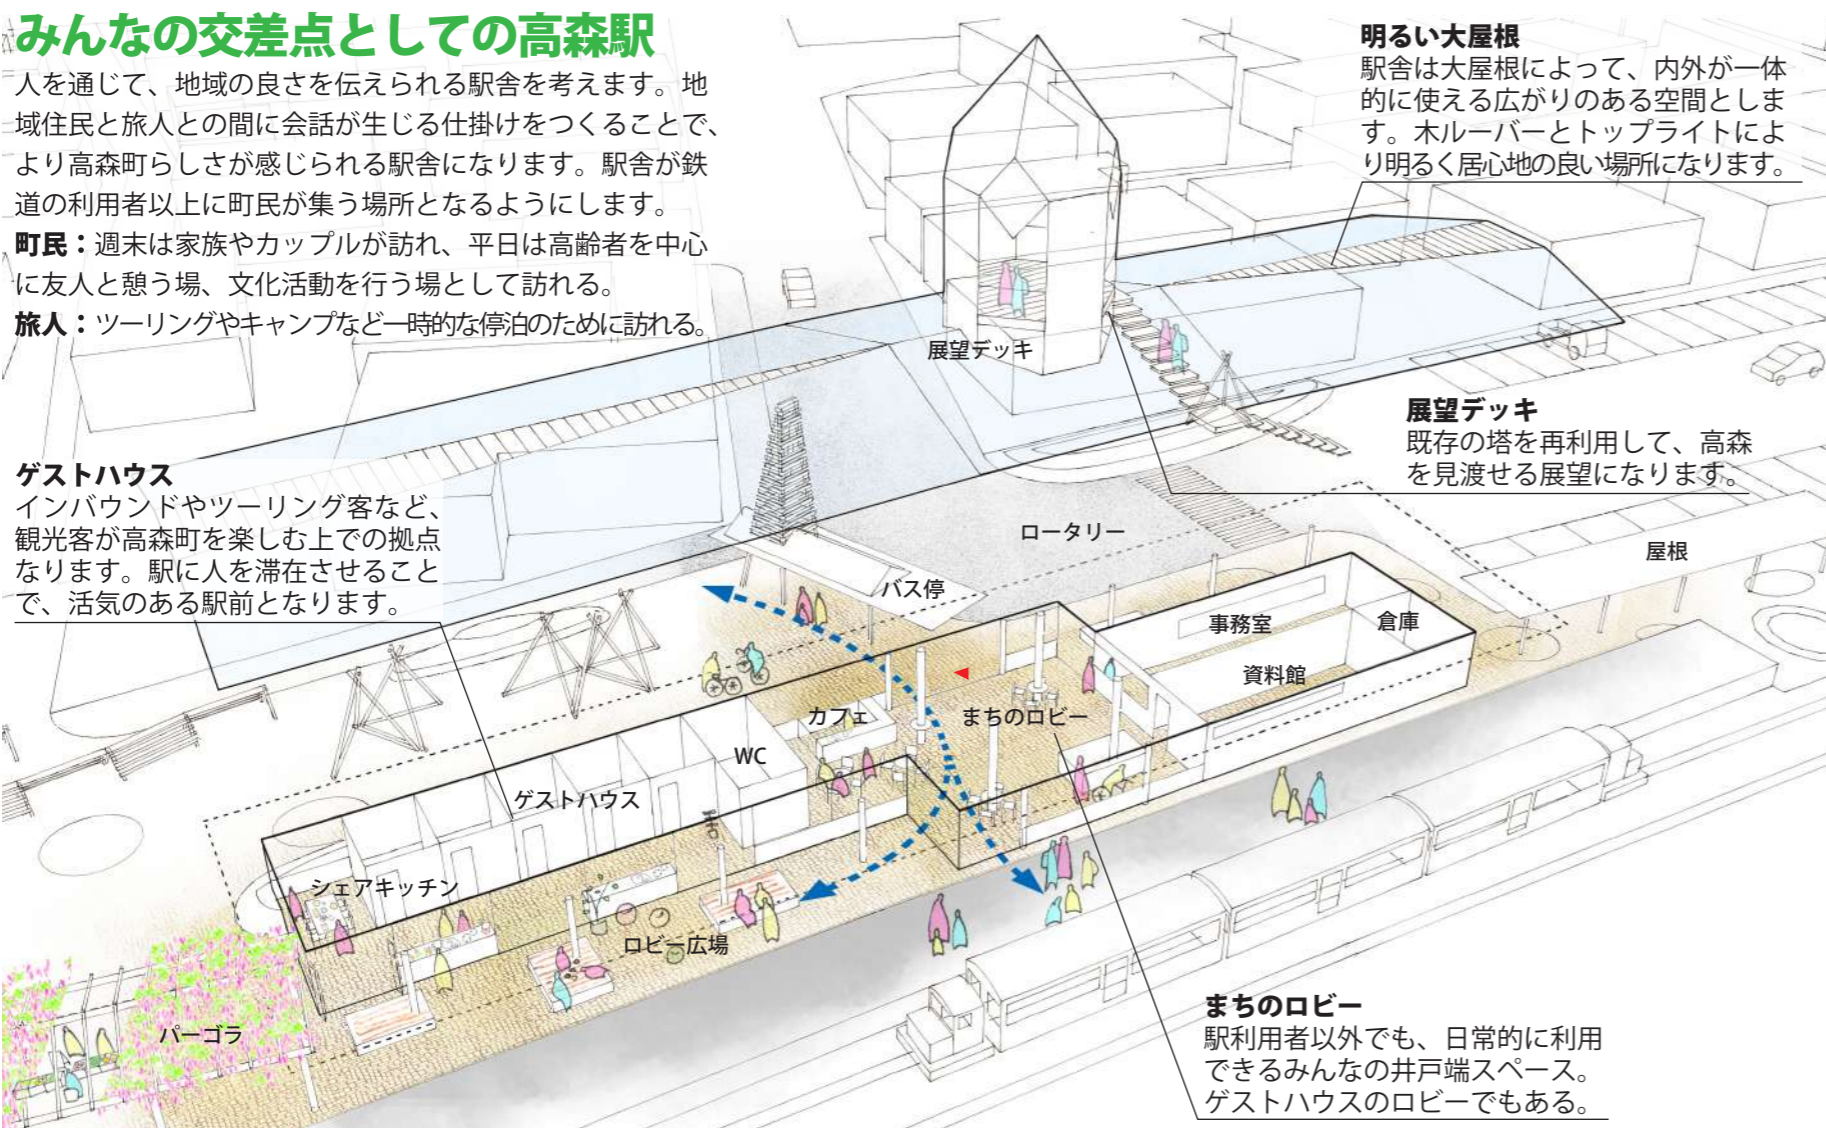 みんなの交差点としての高森駅
人を通じて、地域の良さを伝えられる駅舎を考えます。地
域住民と旅人との間に会話が生じる仕掛けをつくることで、
より高森町らしさが感じられる駅舎になります。駅舎が鉄
道の利用者以上に町民が集う場所となるようにします。
町民：週末は家族やカップルが訪れ、平日は高齢者を中心
に友人と憩う場、文化活動を行う場として訪れる。
旅人：ツーリングやキャンプなど一時的な停泊のために訪れる。
明るい大屋根
駅舎は大屋根によって、内外が一体
的に使える広がりのある空間としま
す。木ルーバーとトップライトによ
り明るく居心地の良い場所になります。
展望デッキ
展望デッキ
既存の塔を再利用して、高森
を見渡せる展望になります。
ゲストハウス
インバウンドやツーリング客など、
観光客が高森町を楽しむ上での拠点
なります。駅に人を滞在させること
で、活気のある駅前となります。
ロータリー
屋根
バス停
事務室
倉庫
資料館
カフェ
まちのロビー
WC
ゲストハウス
シェアキッチン
ロビー広場
パーゴラ
まちのロビー
駅利用者以外でも、日常的に利用
できるみんなの井戸端スペース。
ゲストハウスのロビーでもある。